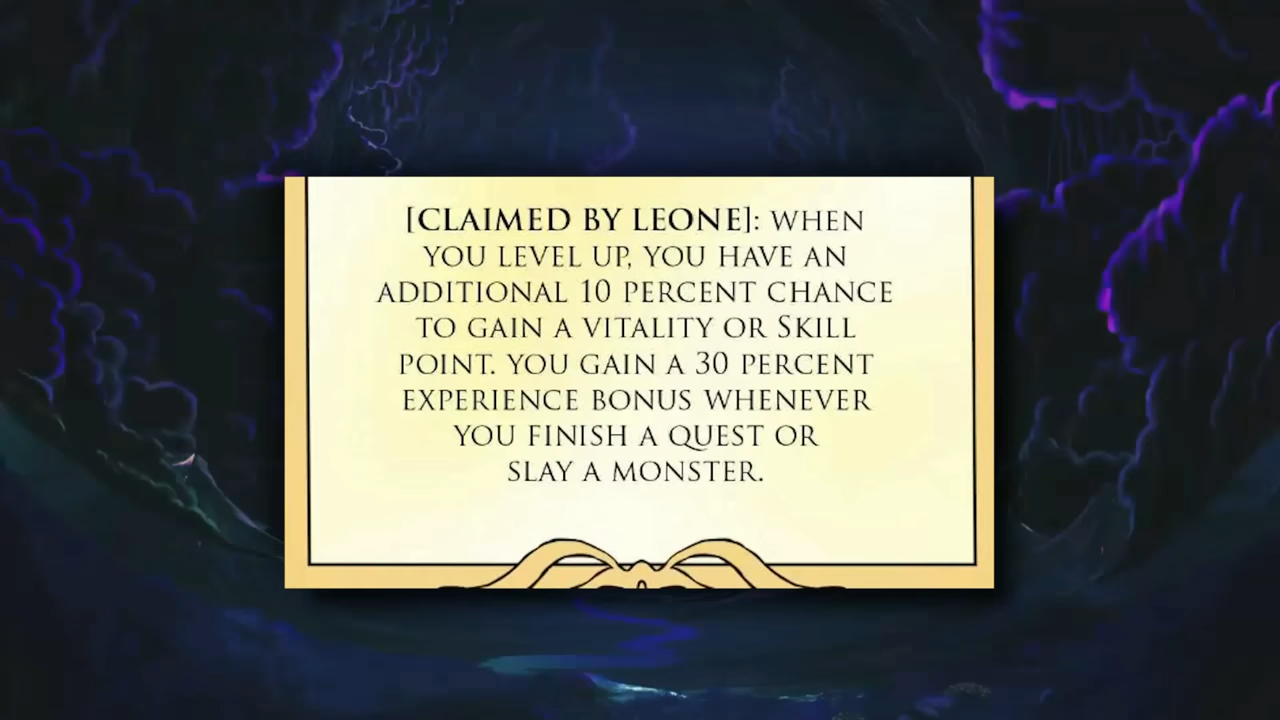 [CLAIMED BY LEONE]: WHEN
YOU LEVEL UP, YOU HAVE AN
ADDITIONAL 10 PERCENT CHANCE
TO GAIN A VITALITY OR SKILL
POINT. YOU GAIN A 30 PERCENT
EXPERIENCE BONUS WHENEVER
YOU FINISH A QUEST OR
SLAY A MONSTER.